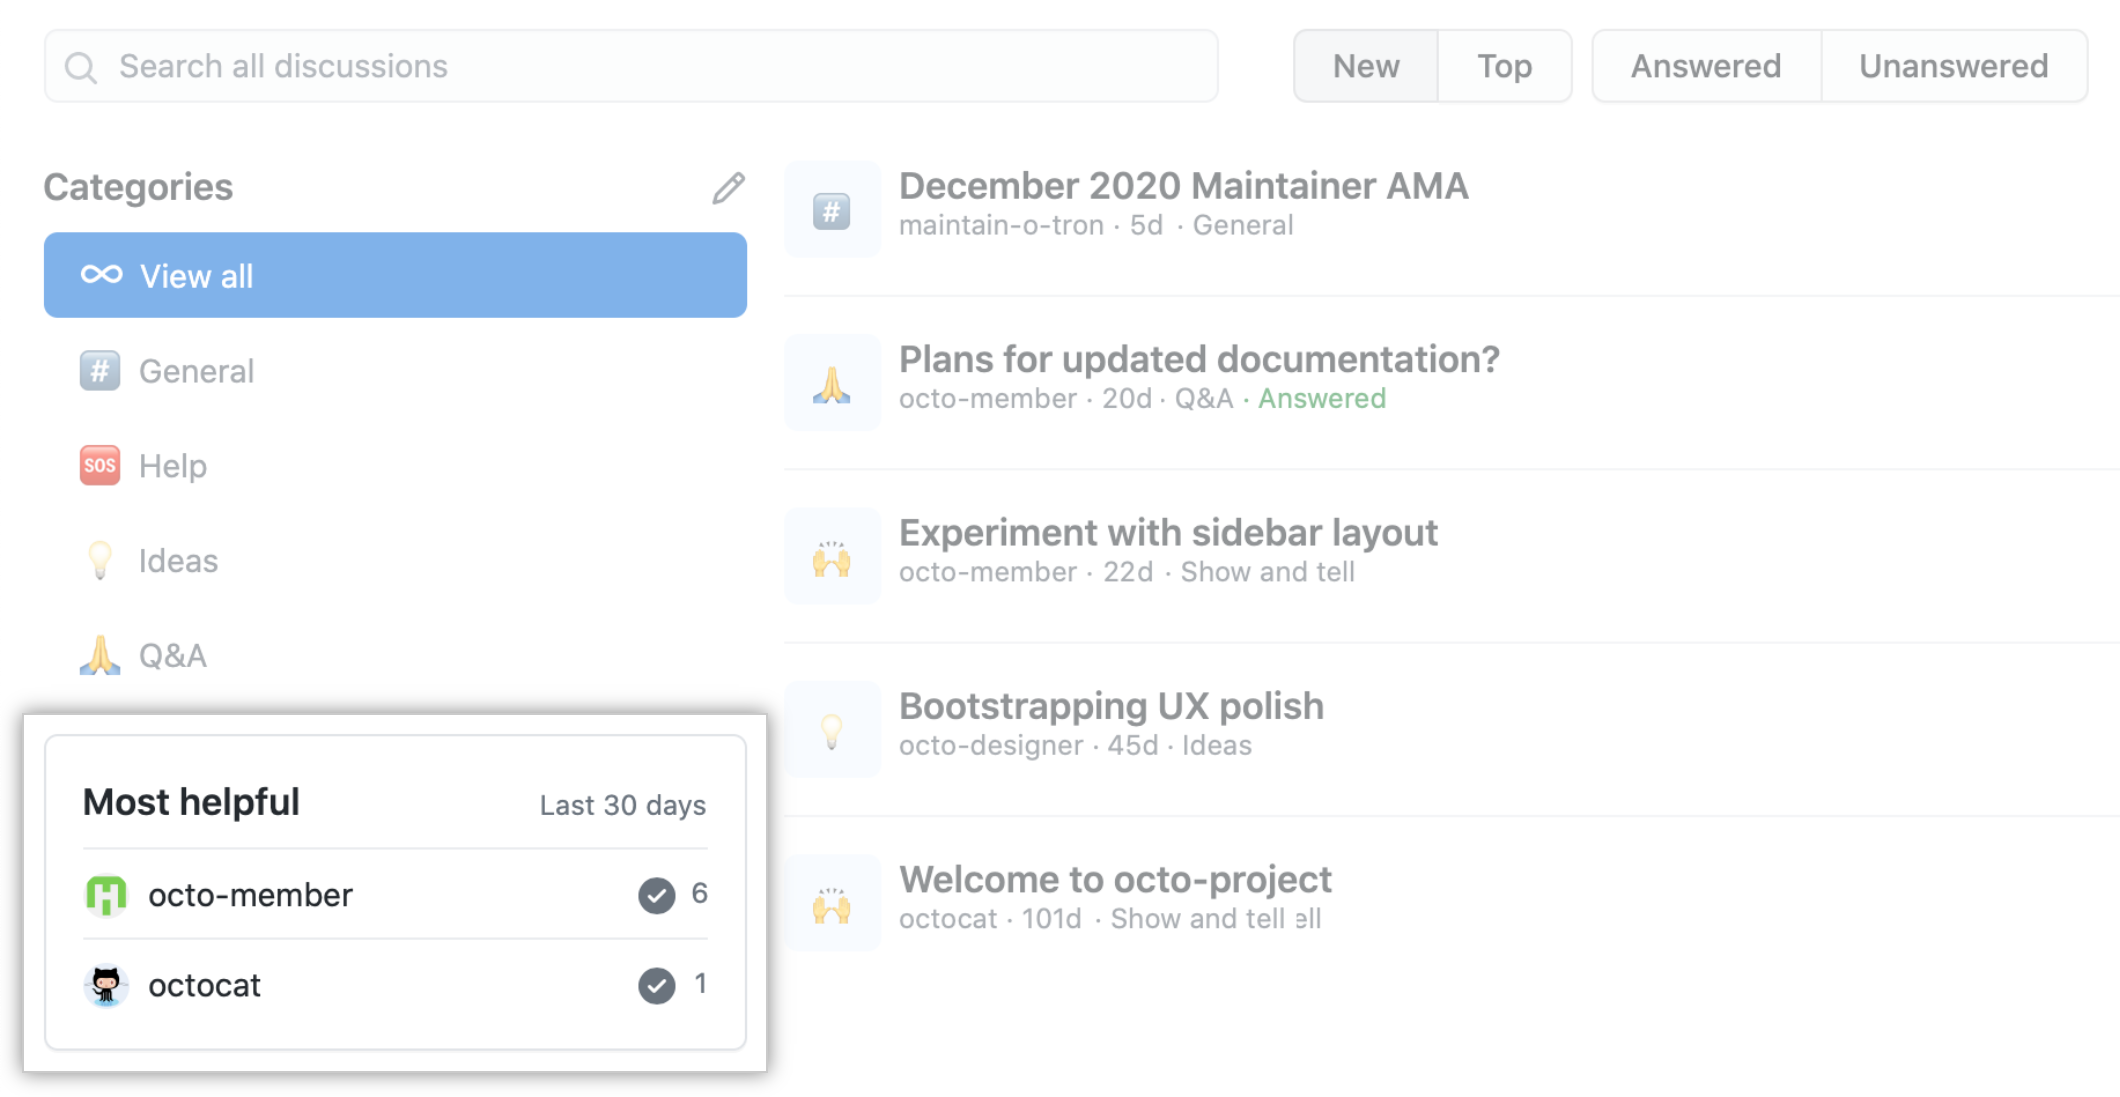 Search all discussions
New
Top
Answered
Unanswered
Categories
View all
# General
SOS Help
Ideas
Q&A
Most helpful
Last 30 days
octo-member
6
octocat
1
#
December 2020 Maintainer AMA
maintain-o-tron · 5d · General
Plans for updated documentation?
octo-member · 20d · Q&A · Answered
Experiment with sidebar layout
octo-member · 22d · Show and tell
Bootstrapping UX polish
octo-designer · 45d · Ideas
Welcome to octo-project
octocat · 101d · Show and tell ell